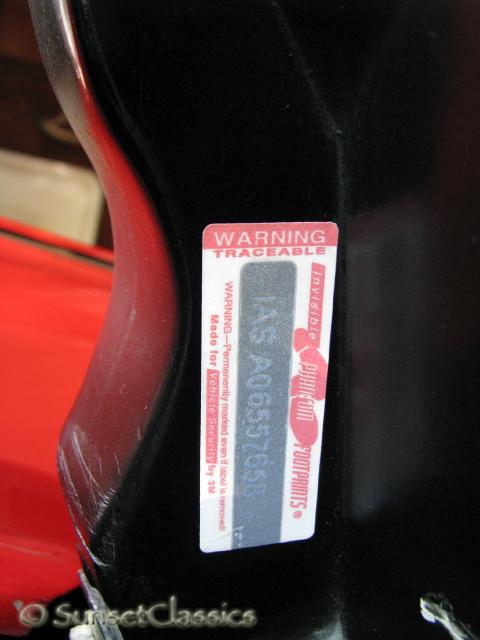 WARNING
TRACEABLE
Invisible
PHANTOM
FOOTPRINTS®
IAS A06557658
WARNING—Permanently marked even if label is removed!
Made for Vehicle Security by 3M
© SunsetClassics